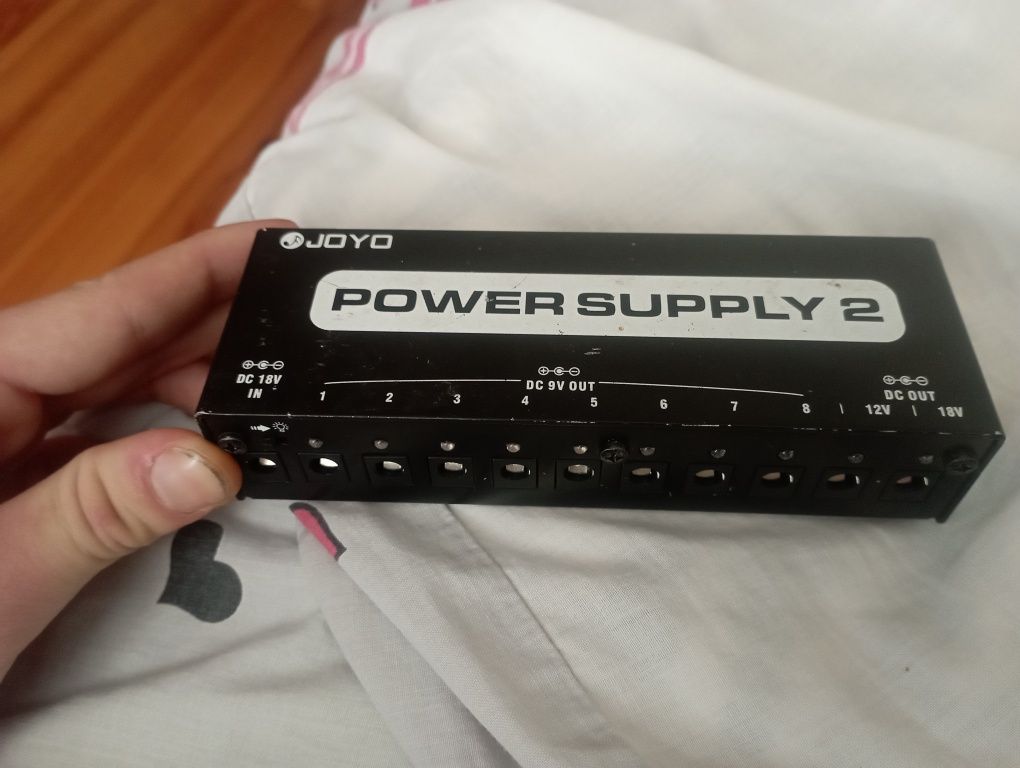 JOYO
POWER SUPPLY 2
DC 18V
IN
DC 9V OUT
DC OUT
1 2 3 4 5 6 7 8 12V 18V